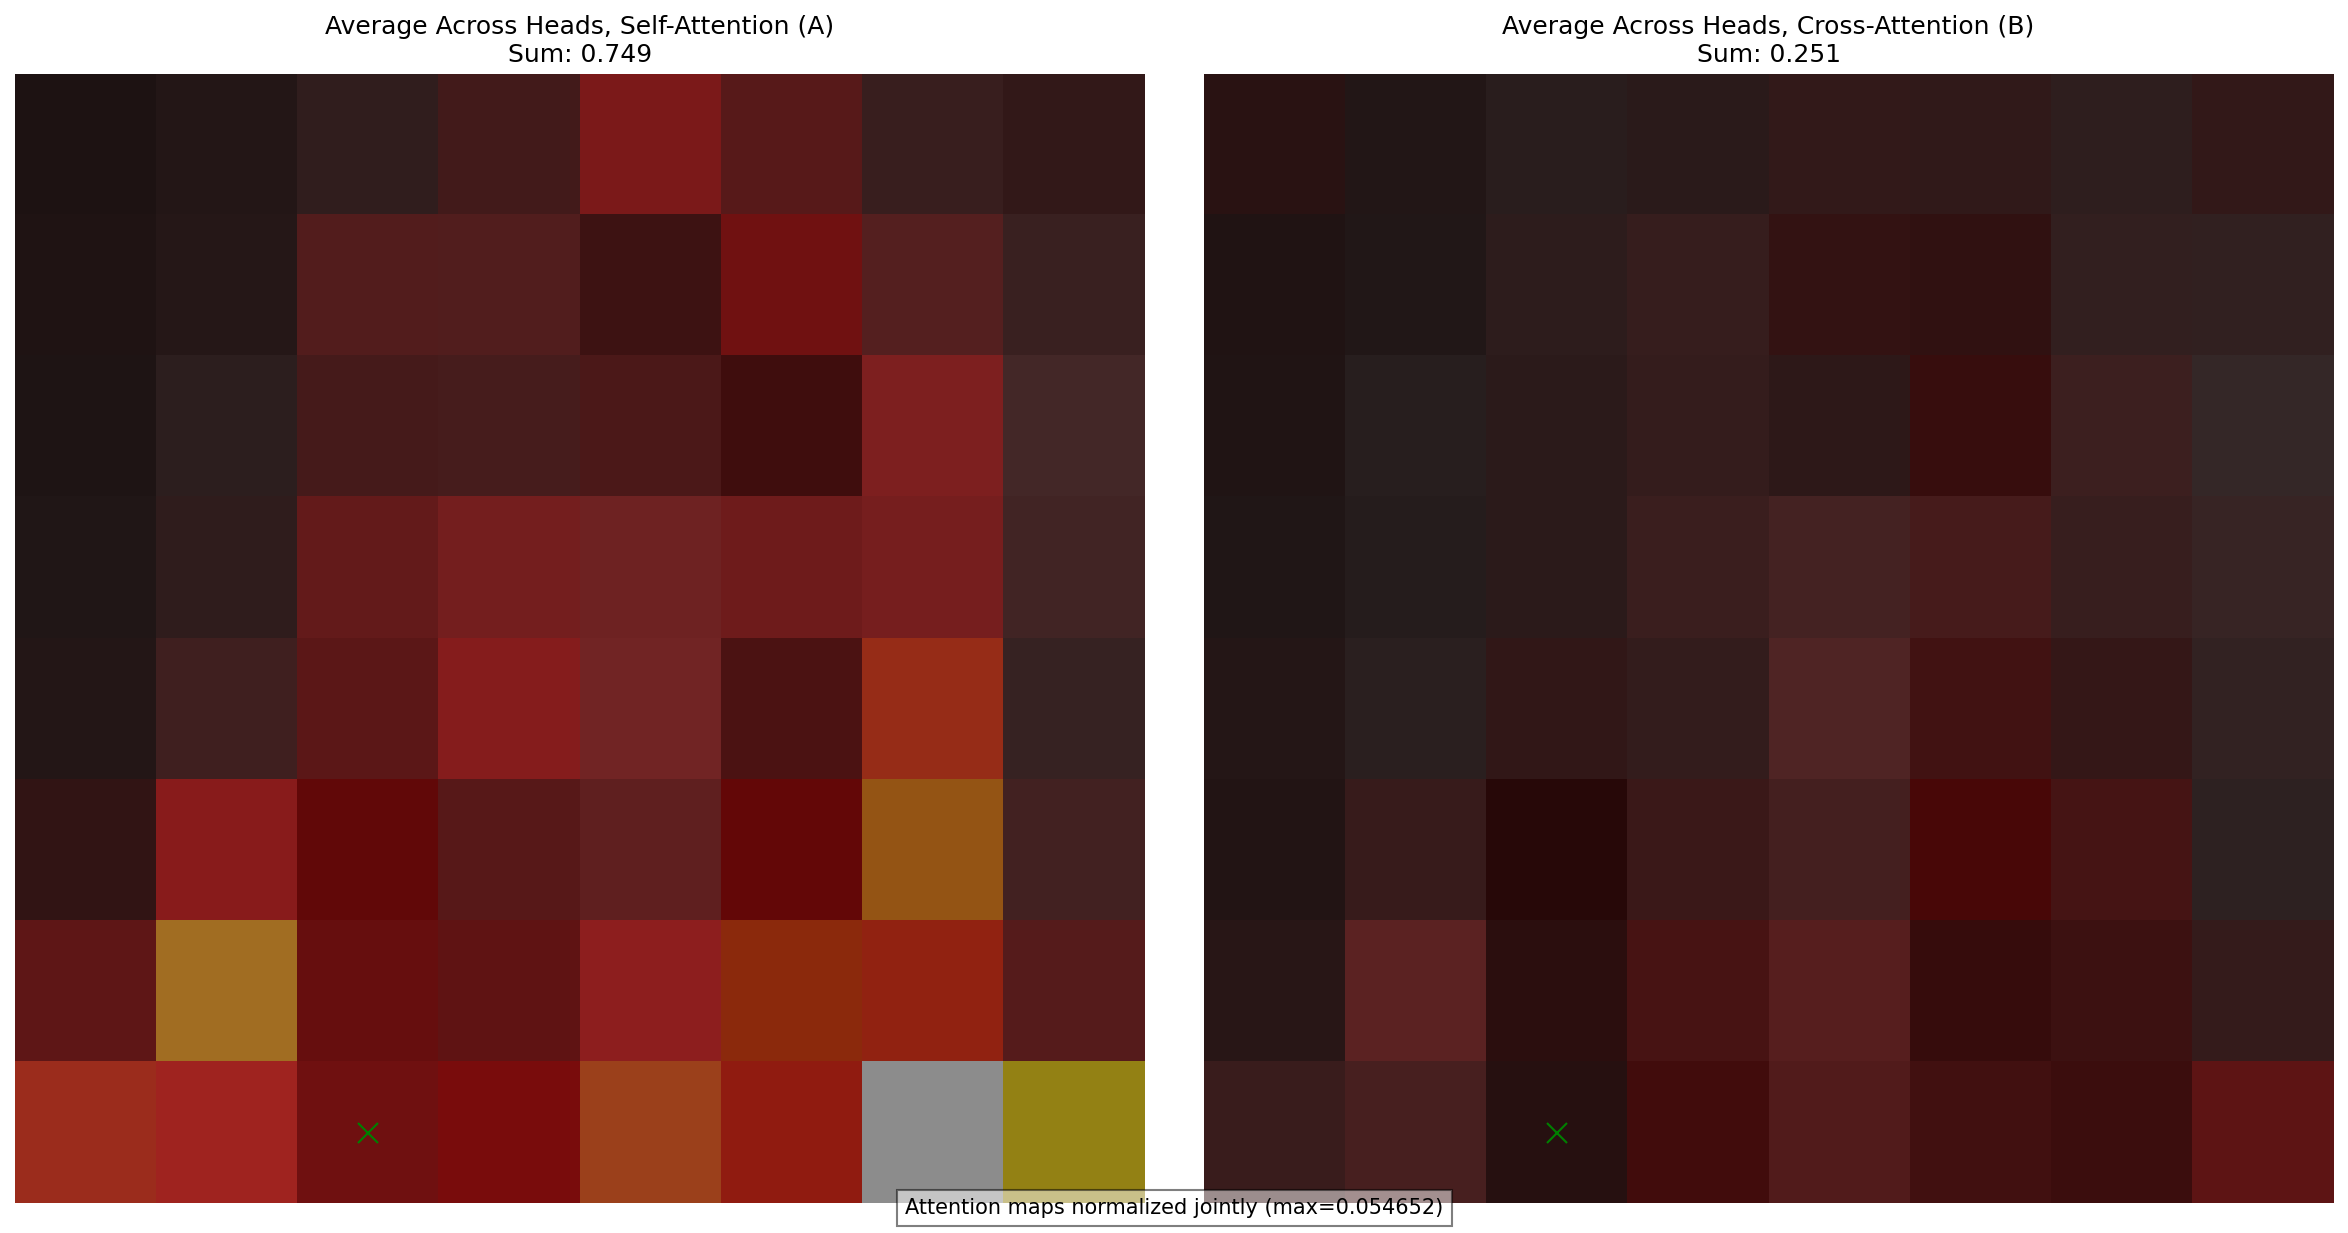 Average Across Heads, Self-Attention (A)
Sum: 0.749
Average Across Heads, Cross-Attention (B)
Sum: 0.251
Attention maps normalized jointly (max=0.054652)